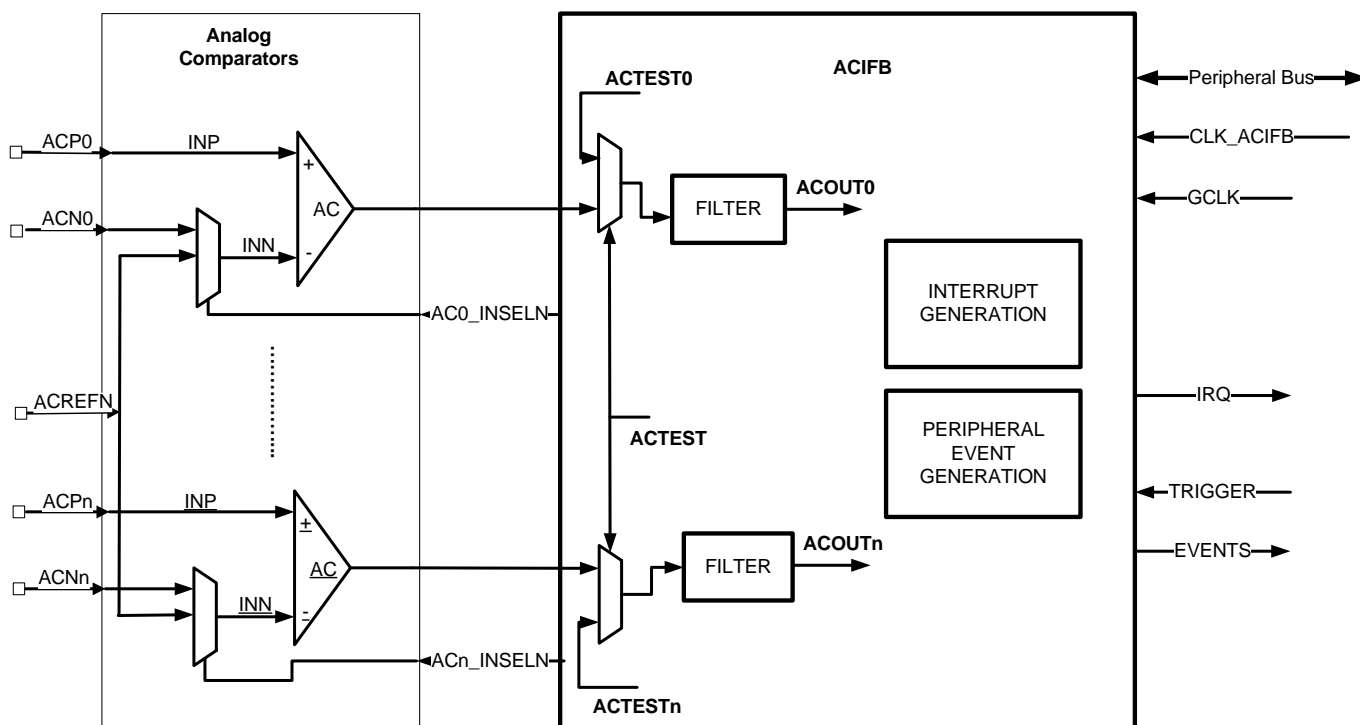 Analog
Comparators
ACIFB
ACTEST0
Peripheral Bus
ACP0
INP
CLK_ACIFB
+
ACOUT0
ACN0
AC
FILTER
GCLK
INN
-
INTERRUPT
GENERATION
AC0_INSELN
ACREFN
IRQ
ACTEST
PERIPHERAL
EVENT
GENERATION
ACPn
INP
TRIGGER
+
ACOUTn
EVENTS
ACNn
AC
FILTER
INN
-
ACn_INSELN
ACTESTn